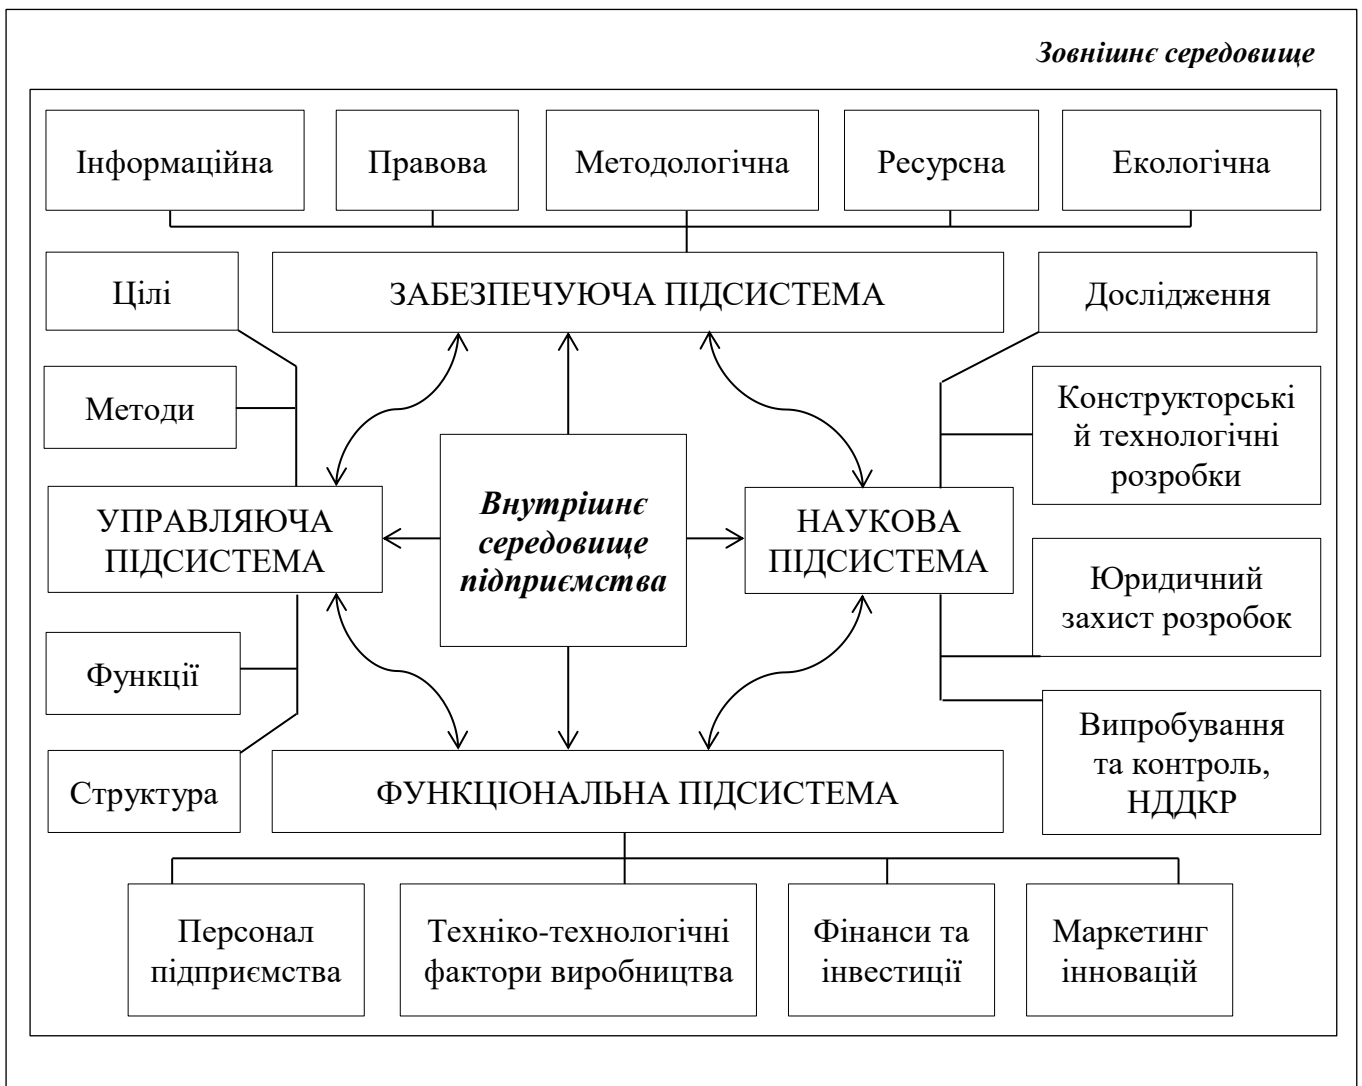 Зовнішнє середовище
Інформаційна
Правова
Методологічна
Ресурсна
Екологічна
Цілі
ЗАБЕЗПЕЧУЮЧА ПІДСИСТЕМА
Дослідження
Методи
Конструкторські
й технологічні
розробки
УПРАВЛЯЮЧА
ПІДСИСТЕМА
Внутрішнє
середовище
підприємства
НАУКОВА
ПІДСИСТЕМА
Юридичний
захист розробок
Функції
Випробування
та контроль,
НДДКР
Структура
ФУНКЦІОНАЛЬНА ПІДСИСТЕМА
Персонал
підприємства
Техніко-технологічні
фактори виробництва
Фінанси та
інвестиції
Маркетинг
інновацій